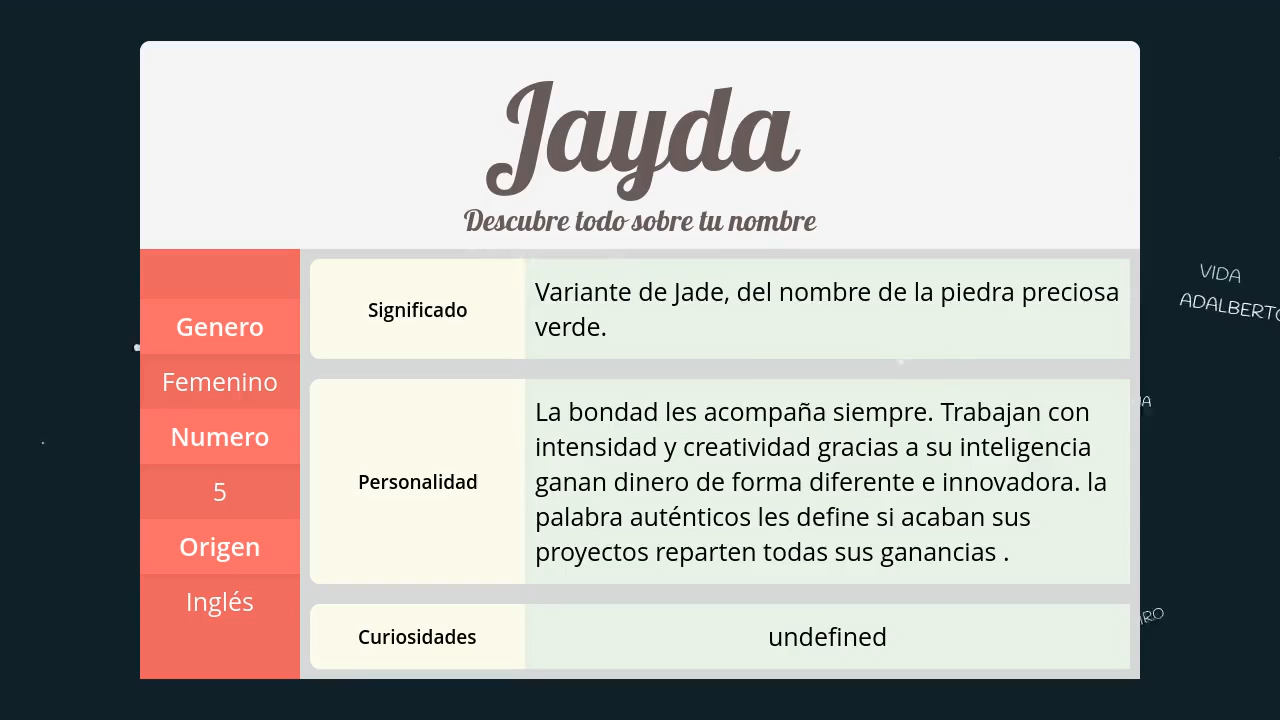 Jayda
Descubre todo sobre tu nombre
Genero
Femenino
Numero
5
Origen
Inglés
Significado
Variante de Jade, del nombre de la piedra preciosa
verde.
Personalidad
La bondad les acompaña siempre. Trabajan con
intensidad y creatividad gracias a su inteligencia
ganan dinero de forma diferente e innovadora. la
palabra auténticos les define si acaban sus
proyectos reparten todas sus ganancias .
Curiosidades
undefined
VIDA